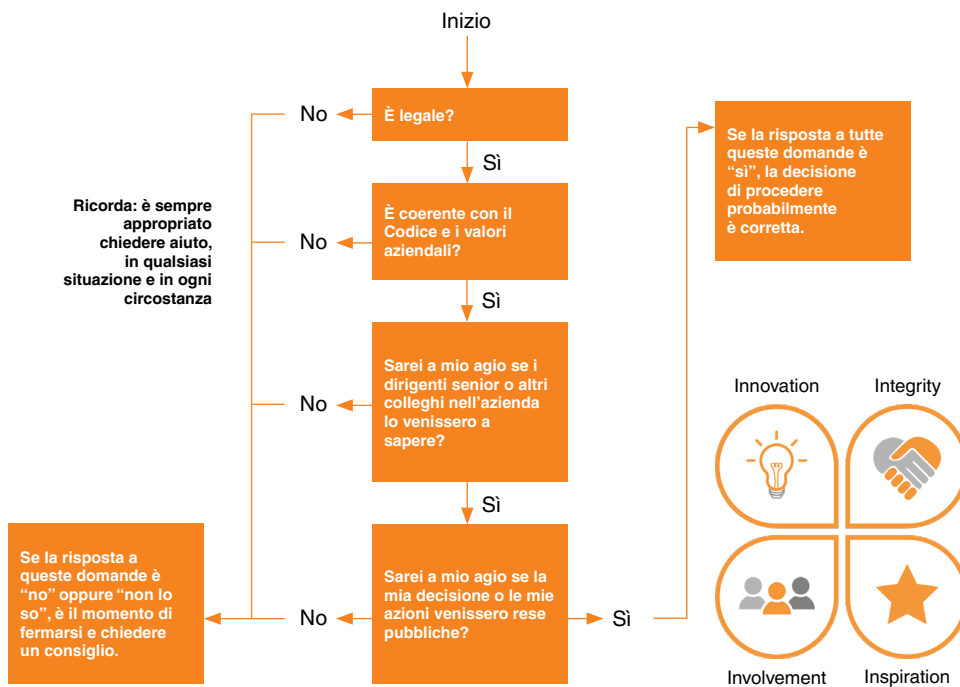 Inizio
No
È legale?
Sì
Se la risposta a tutte
queste domande è
“sì”, la decisione
di procedere
probabilmente
è corretta.
Ricorda: è sempre
appropriato
chiedere aiuto,
in qualsiasi
situazione e in ogni
circostanza
No
È coerente con il
Codice e i valori
aziendali?
Sì
No
Sarei a mio agio se i
dirigenti senior o altri
colleghi nell’azienda
lo venissero a
sapere?
Sì
Innovation
Integrity
Se la risposta a
queste domande è
“no” oppure “non lo
so”, è il momento di
fermarsi e chiedere
un consiglio.
No
Sarei a mio agio se la
mia decisione o le mie
azioni venissero rese
pubbliche?
Sì
Involvement
Inspiration